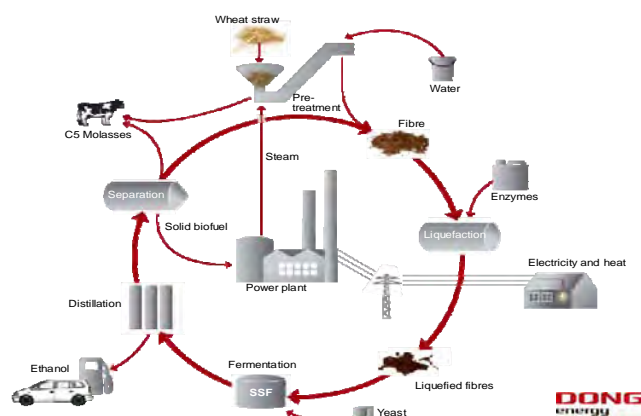 Wheat straw
Water
Pre-
treatment
Fibre
C5 Molasses
Steam
Enzymes
Separation
Solid biofuel
Liquefaction
Electricity and heat
Power plant
Distillation
Ethanol
Fermentation
SSF
Liquefied fibres
Yeast
DONG
energy